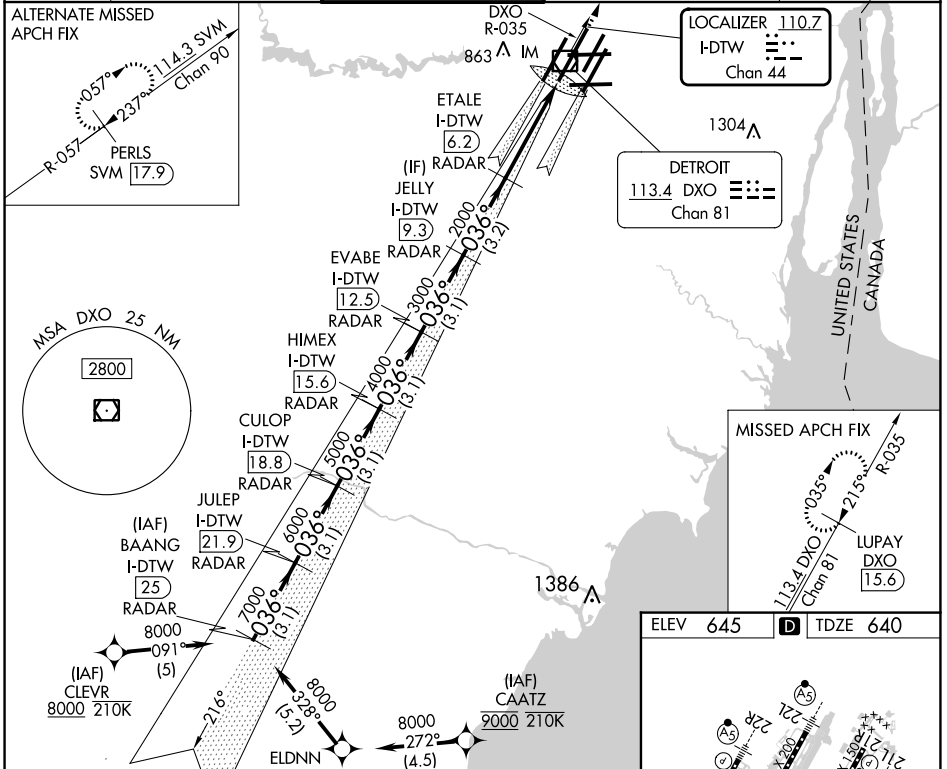 ALTERNATE MISSED
APCH FIX
057°
237°
114.3 SVM
Chan 90
R-057
PERLS
SVM 17.9
DXO
R-035
863
IM
LOCALIZER 110.7
I-DTW
Chan 44
1304
DETROIT
113.4 DXO
Chan 81
ETALE
I-DTW
6.2
RADAR
(IF)
JELLY
I-DTW
9.3
RADAR
2000
036°
(3.2)
EVABE
I-DTW
12.5
RADAR
3000
036°
(3.1)
HIMEX
I-DTW
15.6
RADAR
4000
036°
(3.1)
CULOP
I-DTW
18.8
RADAR
5000
036°
(3.1)
JULEP
I-DTW
21.9
RADAR
6000
036°
(3.1)
(IAF)
BAANG
I-DTW
25
RADAR
7000
036°
(3.1)
MSA DXO 25 NM
2800
UNITED STATES
CANADA
MISSED APCH FIX
035°
215°
R-035
113.4 DXO
Chan 81
LUPAY
DXO
15.6
1386
8000
091°
(5)
(IAF)
CLEVR
8000 210K
216°
8000
328°
(5.2)
ELDNN
8000
272°
(4.5)
(IAF)
CAATZ
9000 210K
ELEV 645 D TDZE 640
A5
22R
A5
22L
X 200
X 150
21L